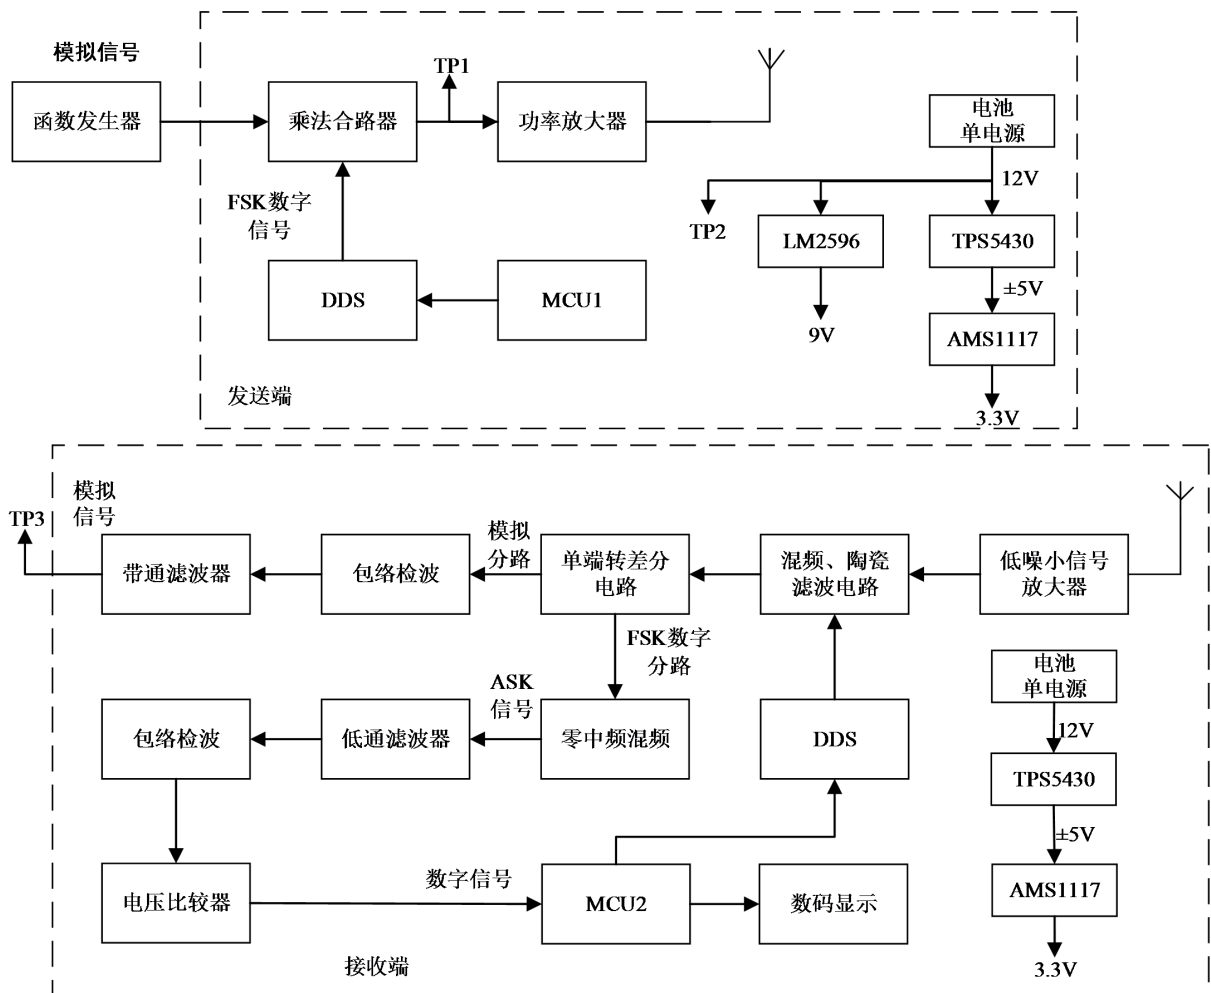 模拟信号
函数发生器
乘法合路器
TP1
功率放大器
FSK数字
信号
DDS
MCU1
电池
单电源
12V
TP2
LM2596
TPS5430
9V
±5V
AMS1117
3.3V
发送端
TP3
模拟
信号
带通滤波器
包络检波
模拟
分路
单端转差分
电路
混频、陶瓷
滤波电路
低噪小信号
放大器
FSK数字
分路
包络检波
低通滤波器
ASK
信号
零中频混频
DDS
电池
单电源
12V
TPS5430
±5V
AMS1117
3.3V
电压比较器
数字信号
MCU2
数码显示
接收端